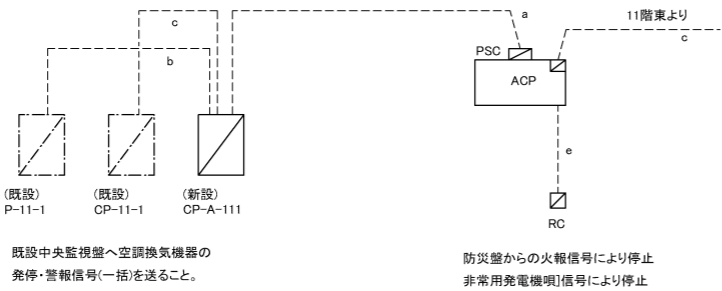 c
b
a
11階東より
c
PSC
ACP
e
RC
(既設)
P-11-1
(既設)
CP-11-1
(新設)
CP-A-111
既設中央監視盤へ空調換気機器の
発停・警報信号(一括)を送ること。
防災盤からの火報信号により停止
非常用発電機唄]信号により停止